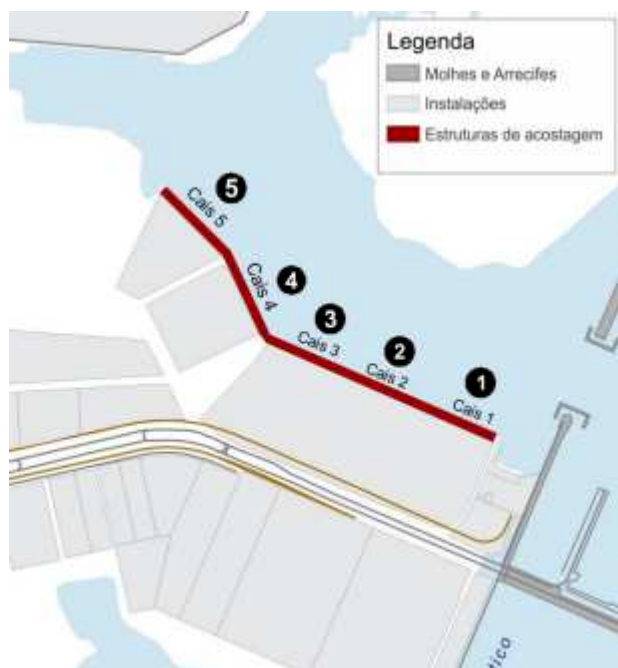 Legenda
Molhes e Arrecifes
Instalações
Estruturas de acostagem
5
Cais 5
4
Cais 4
3
Cais 3
2
Cais 2
1
Cais 1
tico